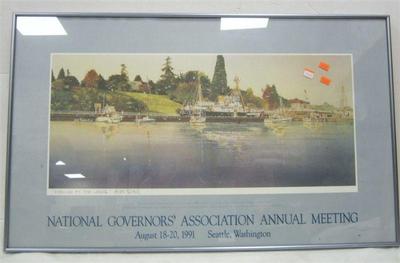 NATIONAL GOVERNORS' ASSOCIATION ANNUAL MEETING
August 18-20, 1991 Seattle, Washington